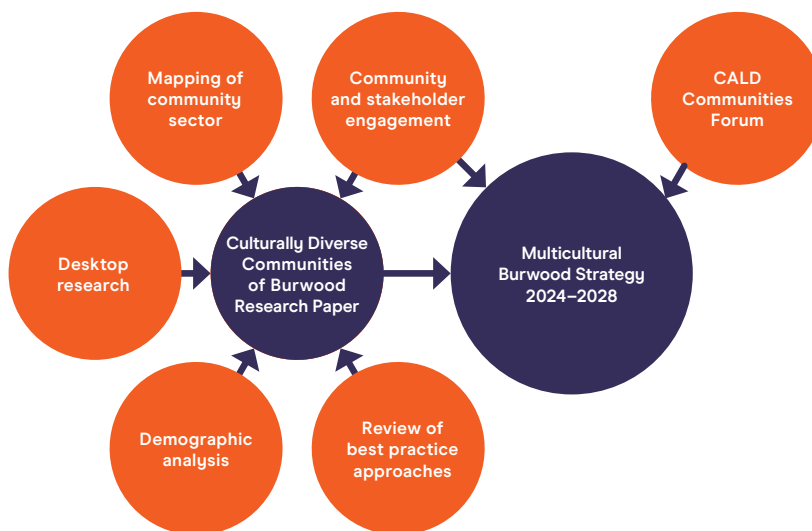 Mapping of
community
sector
Community
and stakeholder
engagement
CALD
Communities
Forum
Desktop
research
Culturally Diverse
Communities
of Burwood
Research Paper
Multicultural
Burwood Strategy
2024–2028
Demographic
analysis
Review of
best practice
approaches